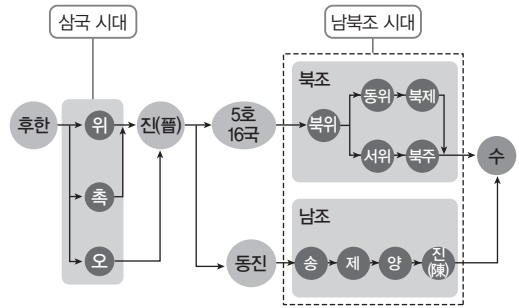 삼국 시대
남북조 시대
후한
위
촉
오
진(晉)
5호
16국
동진
북조
북위
동위
북제
서위
북주
남조
송
제
양
진
(陳)
수